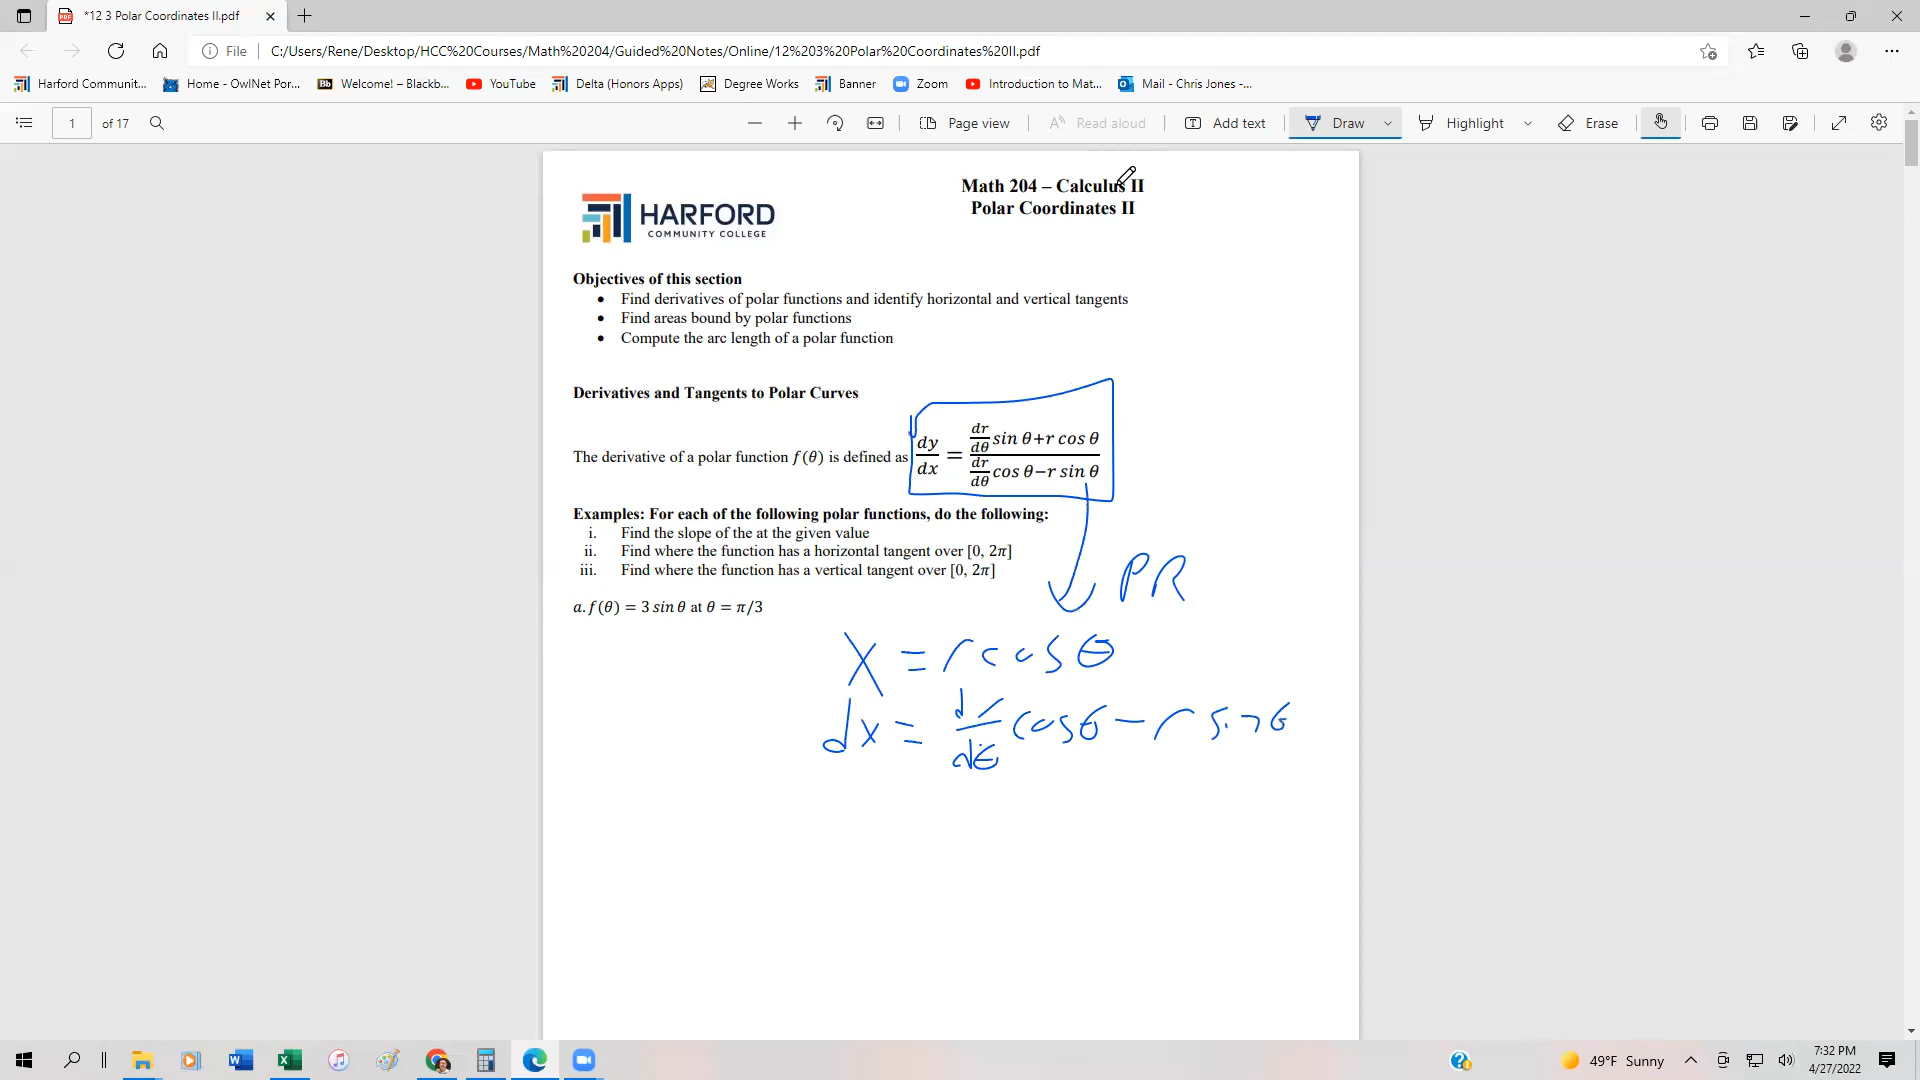 *12 3 Polar Coordinates II.pdf
File C:/Users/Rene/Desktop/HCC%20Courses/Math%20204/Guided%20Notes/Online/12%203%20Polar%20Coordinates%20II.pdf
Harford Communit... Home - OwlNet Por... Bb Welcome! – Blackb... YouTube Delta (Honors Apps) Degree Works Banner Zoom Introduction to Mat... Mail - Chris Jones -...
1 of 17 Page view Read aloud Add text Draw Highlight Erase
Math 204 – Calculus II
Polar Coordinates II
HARFORD
COMMUNITY COLLEGE
Objectives of this section
• Find derivatives of polar functions and identify horizontal and vertical tangents
• Find areas bound by polar functions
• Compute the arc length of a polar function
Derivatives and Tangents to Polar Curves
The derivative of a polar function f(θ) is defined as dy/dx = (dr/dθ sin θ+r cos θ)/(dr/dθ cos θ−r sin θ)
Examples: For each of the following polar functions, do the following:
i. Find the slope of the at the given value
ii. Find where the function has a horizontal tangent over [0, 2π]
iii. Find where the function has a vertical tangent over [0, 2π]
PR
a. f(θ) = 3 sin θ at θ = π/3
x = r cos θ
dx = dr/dθ cos θ − r sin θ
49°F Sunny
7:32 PM
4/27/2022